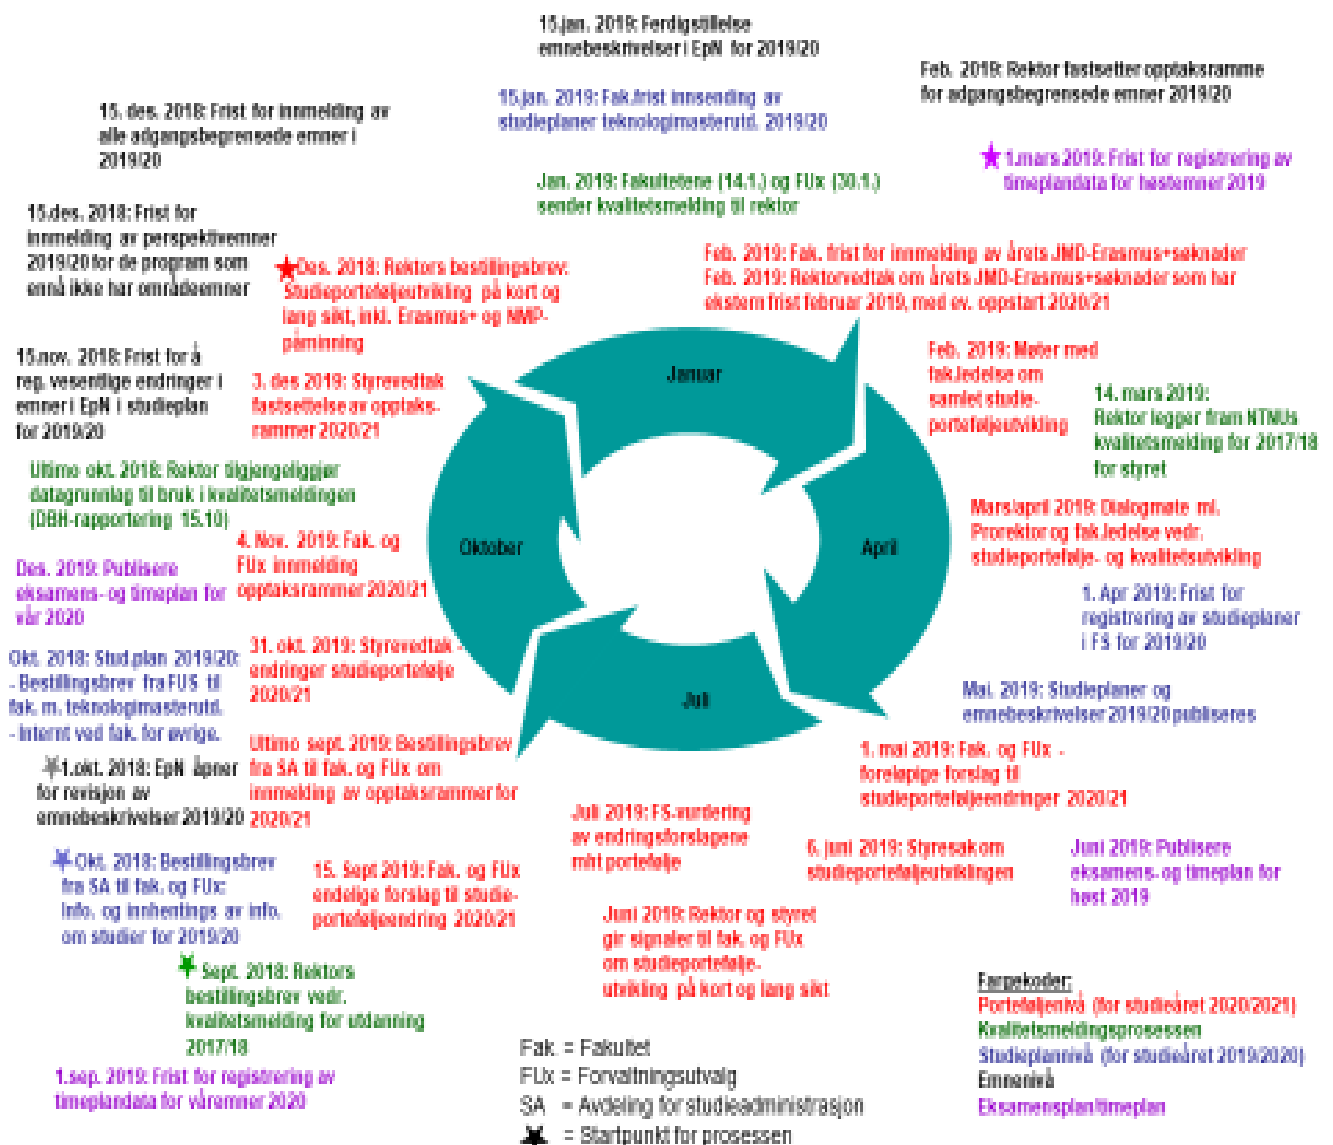 15.jan. 2019: Ferdigstillelse
emnebeskrivelser i EpN for 2019/20
15.jan. 2019: Fak.frist innsending av
studieplaner teknologimasterutd. 2019/20
Jan. 2019: Fakultetene (14.1.) og FUx (30.1.)
sender kvalitetsmelding til rektor
Feb. 2019: Rektor fastsetter opptaksramme
for adgangsbegrensede emner 2019/20
1.mars 2019: Frist for registrering av
timeplandata for høstemner 2019
Feb. 2019: Fak. frist for innmelding av årets JMD-Erasmus+søknader
Feb. 2019: Rektorvedtak om årets JMD-Erasmus+søknader som har
ekstern frist februar 2019, med ev. oppstart 2020/21
Feb. 2019: Møter med
fak.ledelse om
samlet studie-
porteføljeutvikling
14. mars 2019:
Rektor legger fram NTNUs
kvalitetsmelding for 2017/18
for styret
Mars/april 2019: Dialogmøte ml.
Prorektor og fak.ledelse vedr.
studieportefølje- og kvalitetsutvikling
1. Apr 2019: Frist for
registrering av studieplaner
i FS for 2019/20
Mai. 2019: Studieplaner og
emnebeskrivelser 2019/20 publiseres
1. mai 2019: Fak. og FUx -
foreløpige forslag til
studieporteføljeendringer 2020/21
6. juni 2019: Styresak om
studieporteføljeutviklingen
Juni 2019: Publisere
eksamens- og timeplan for
høst 2019
Juli 2019: FS-vurdering
av endringsforslagene
mht portefølje
Juni 2019: Rektor og styret
gir signaler til fak. og FUx
om studieportefølje-
utvikling på kort og lang sikt
15. des. 2018: Frist for innmelding av
alle adgangsbegrensede emner i
2019/20
15.des. 2018: Frist for
innmelding av perspektivemner
2019/20 for de program som
ennå ikke har områdeemner
Des. 2018: Rektors bestillingsbrev:
Studieporteføljeutvikling på kort og
lang sikt, inkl. Erasmus+ og NMP-
påminning
15.nov. 2018: Frist for å
reg. vesentlige endringer i
emner i EpN i studieplan
for 2019/20
3. des 2019: Styrevedtak
fastsettelse av opptaks-
rammer 2020/21
Ultimo okt. 2018: Rektor tilgjengeliggjør
datagrunnlag til bruk i kvalitetsmeldingen
(DBH-rapportering 15.10)
4. Nov. 2019: Fak. og
FUx innmelding
opptaksrammer 2020/21
Des. 2019: Publisere
eksamens- og timeplan for
vår 2020
31. okt. 2019: Styrevedtak -
endringer studieportefølje
2020/21
Okt. 2018: Stud.plan 2019/20:
- Bestillingsbrev fra FUS til
fak. m. teknologimasterutd.
- Internt ved fak. for øvrige.
Ultimo sept. 2019: Bestillingsbrev
fra SA til fak. og FUx om
innmelding av opptaksrammer for
2020/21
1.okt. 2018: EpN åpner
for revisjon av
emnebeskrivelser 2019/20
Okt. 2018: Bestillingsbrev
fra SA til fak. og FUx:
Info. og innhentings av info.
om studier for 2019/20
15. Sept 2019: Fak. og FUx
endelige forslag til studie-
porteføljeendring 2020/21
Sept. 2018: Rektors
bestillingsbrev vedr.
kvalitetsmelding for utdanning
2017/18
1.sep. 2019: Frist for registrering av
timeplandata for våremner 2020
Januar
April
Juli
Oktober
Fak. = Fakultet
FUx = Forvaltningsutvalg
SA = Avdeling for studieadministrasjon
= Startpunkt for prosessen
Fargekoder:
Porteføljenivå (for studieåret 2020/2021)
Kvalitetsmeldingsprosessen
Studieplannivå (for studieåret 2019/2020)
Emnenivå
Eksamensplan/timeplan